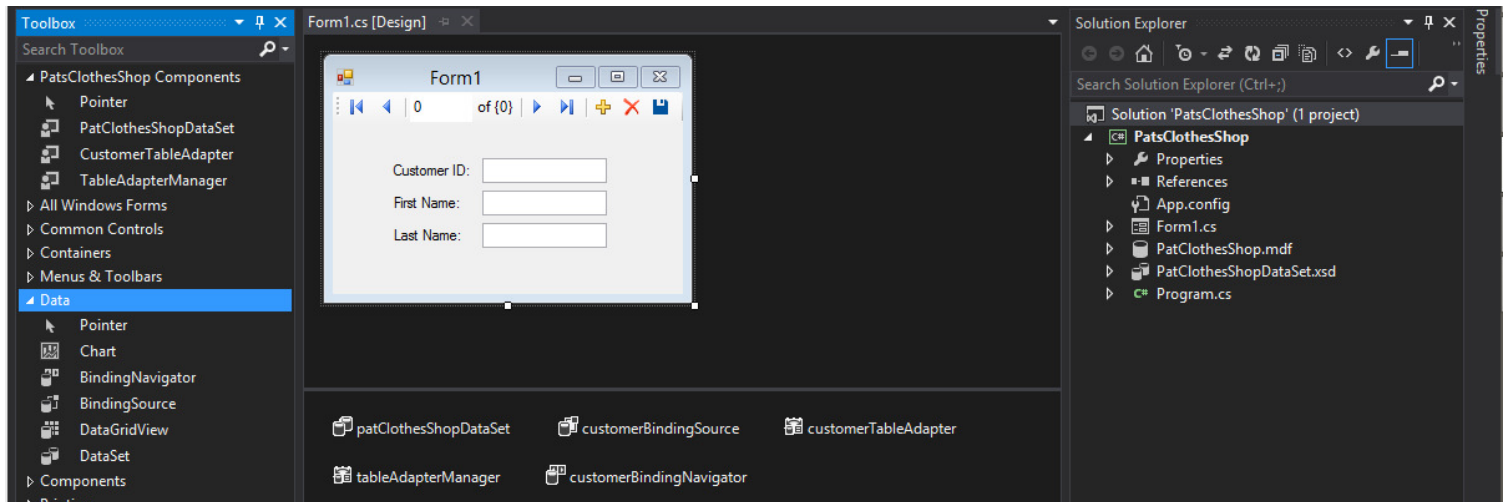 Toolbox
Search Toolbox
PatsClothesShop Components
Pointer
PatClothesShopDataSet
CustomerTableAdapter
TableAdapterManager
All Windows Forms
Common Controls
Containers
Menus & Toolbars
Data
Pointer
Chart
BindingNavigator
BindingSource
DataGridView
DataSet
Components
Form1.cs [Design]
Form1
0 of {0}
Customer ID:
First Name:
Last Name:
patClothesShopDataSet customerBindingSource customerTableAdapter
tableAdapterManager customerBindingNavigator
Solution Explorer
Search Solution Explorer (Ctrl+;)
Solution 'PatsClothesShop' (1 project)
C# PatsClothesShop
Properties
References
App.config
Form1.cs
PatClothesShop.mdf
PatClothesShopDataSet.xsd
C# Program.cs
Properties